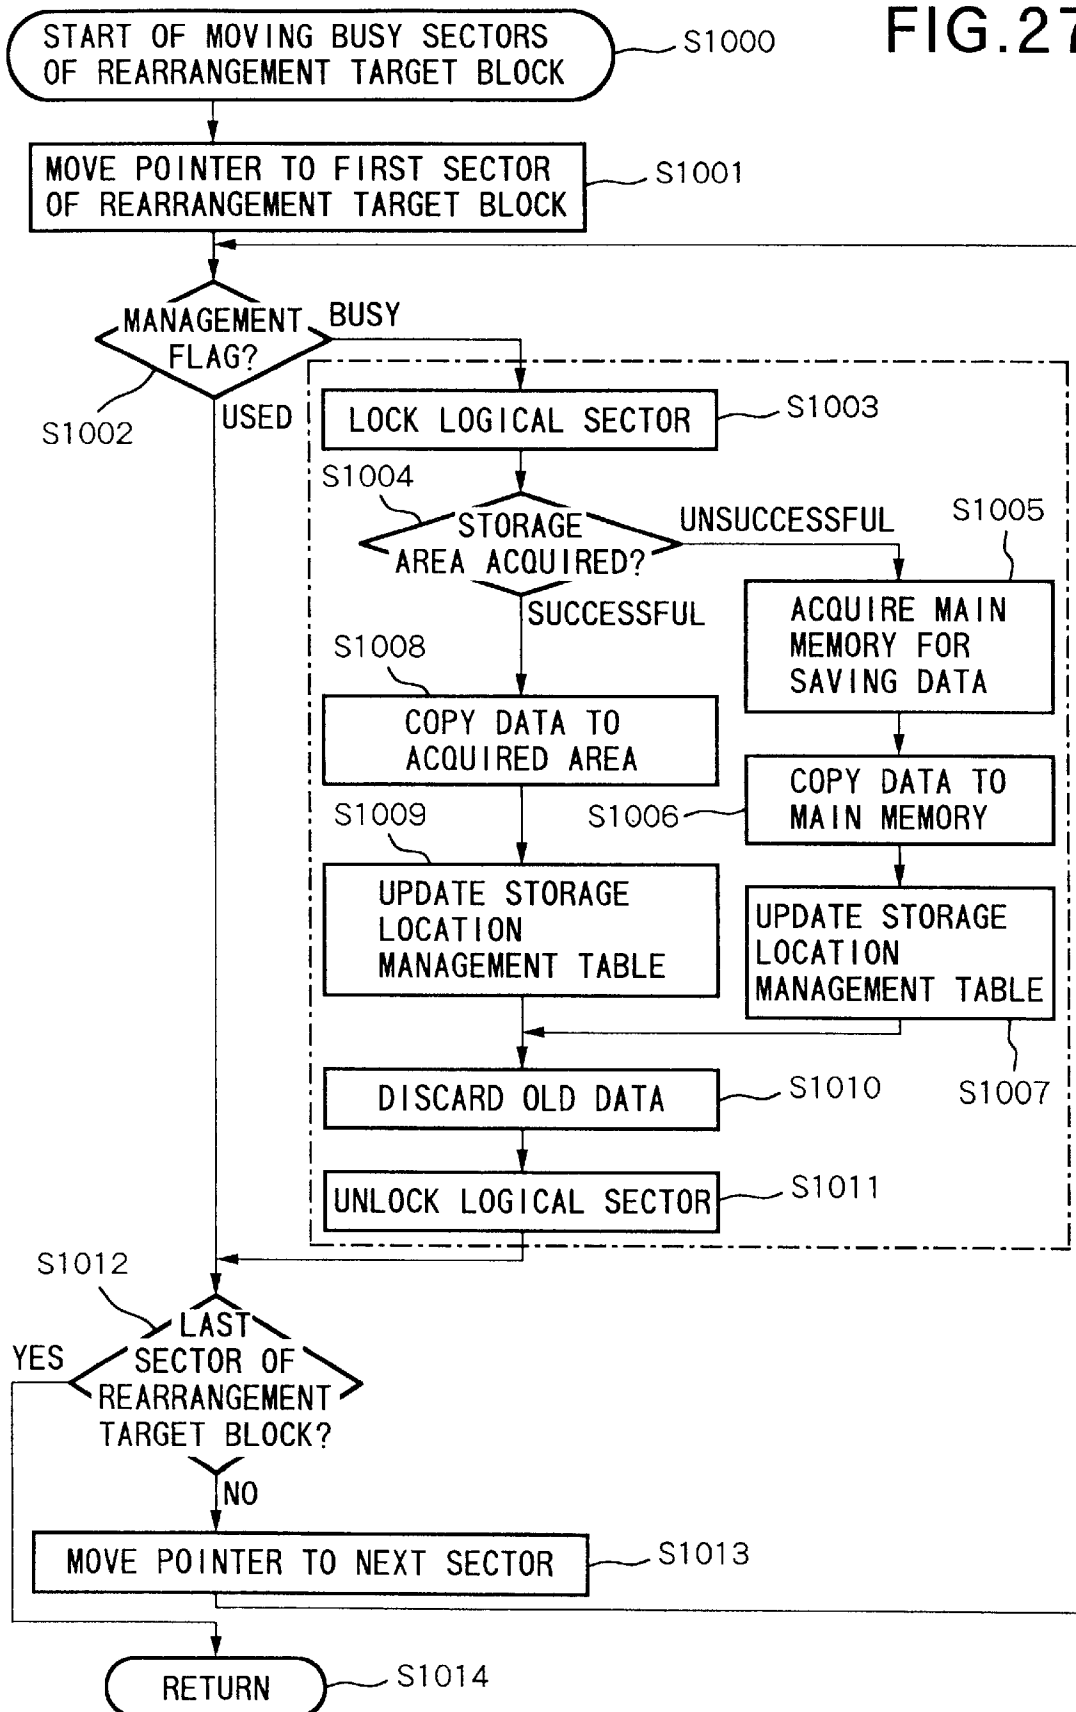 FIG.27
START OF MOVING BUSY SECTORS
OF REARRANGEMENT TARGET BLOCK
S1000
MOVE POINTER TO FIRST SECTOR
OF REARRANGEMENT TARGET BLOCK
S1001
MANAGEMENT
FLAG?
BUSY
USED
S1002
LOCK LOGICAL SECTOR
S1003
S1004
STORAGE
AREA ACQUIRED?
UNSUCCESSFUL
SUCCESSFUL
S1005
ACQUIRE MAIN
MEMORY FOR
SAVING DATA
S1008
COPY DATA TO
ACQUIRED AREA
COPY DATA TO
MAIN MEMORY
S1006
S1009
UPDATE STORAGE
LOCATION
MANAGEMENT TABLE
UPDATE STORAGE
LOCATION
MANAGEMENT TABLE
S1007
DISCARD OLD DATA
S1010
UNLOCK LOGICAL SECTOR
S1011
S1012
LAST
SECTOR OF
REARRANGEMENT
TARGET BLOCK?
YES
NO
MOVE POINTER TO NEXT SECTOR
S1013
RETURN
S1014